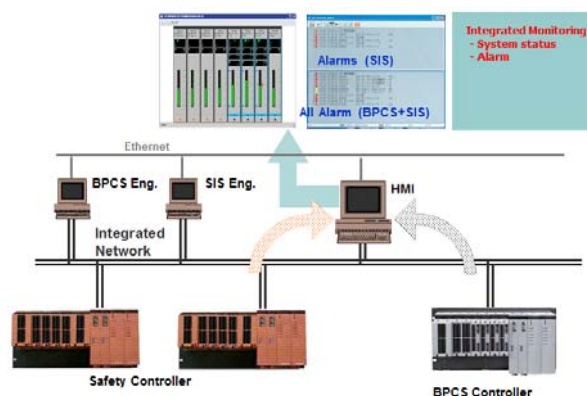 Integrated Monitoring
- System status
- Alarm
Alarms (SIS)
All Alarm (BPCS+SIS)
Ethernet
BPCS Eng.
SIS Eng.
HMI
Integrated
Network
Safety Controller
BPCS Controller